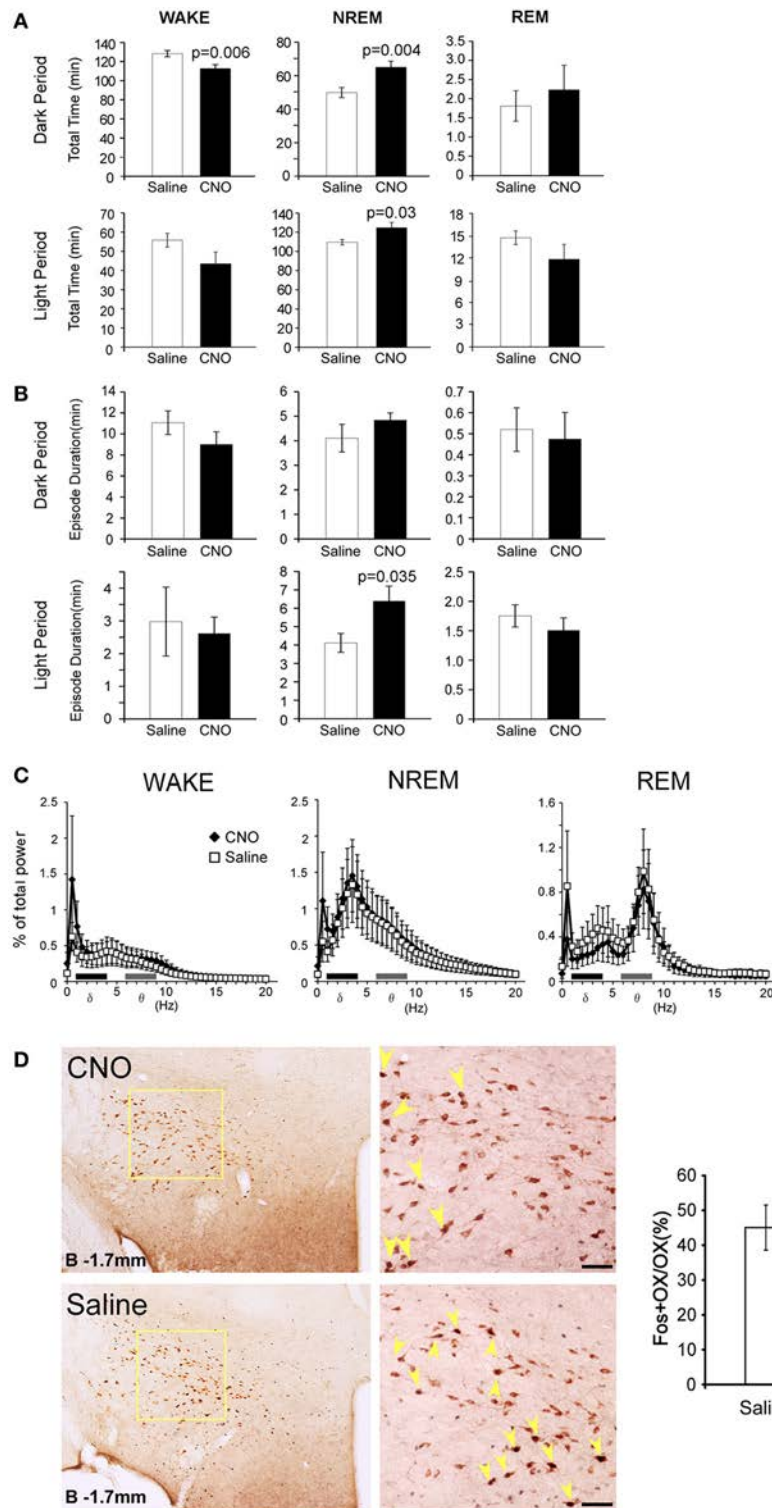 A
WAKE NREM REM
Dark Period
Total Time (min)
140
120
100
80
60
40
20
0
p=0.006
Saline CNO
80
60
40
20
0
p=0.004
Saline CNO
3.5
3.0
2.5
2.0
1.5
1.0
0.5
0
Saline CNO
Light Period
Total Time (min)
70
60
50
40
30
20
10
0
Saline CNO
140
120
100
80
60
40
20
0
p=0.03
Saline CNO
18
15
12
9
6
3
0
Saline CNO
B
Dark Period
Episode Duration(min)
14
12
10
8
6
4
2
0
Saline CNO
6
5
4
3
2
1
0
Saline CNO
0.7
0.6
0.5
0.4
0.3
0.2
0.1
0
Saline CNO
Light Period
Episode Duration(min)
5
4
3
2
1
0
Saline CNO
8
7
6
5
4
3
2
1
0
p=0.035
Saline CNO
2.5
2.0
1.5
1.0
0.5
0
Saline CNO
C
WAKE NREM REM
% of total power
2.5
2
1.5
1
0.5
0
CNO
Saline
0 5 10 15 20
δ θ (Hz)
2.5
2
1.5
1
0.5
0
0 5 10 15 20
δ θ (Hz)
1.6
1.2
0.8
0.4
0
0 5 10 15 20
δ θ (Hz)
D
CNO
B -1.7mm
Saline
B -1.7mm
Fos+OX/OX(%)
60
50
40
30
20
10
0
Sali